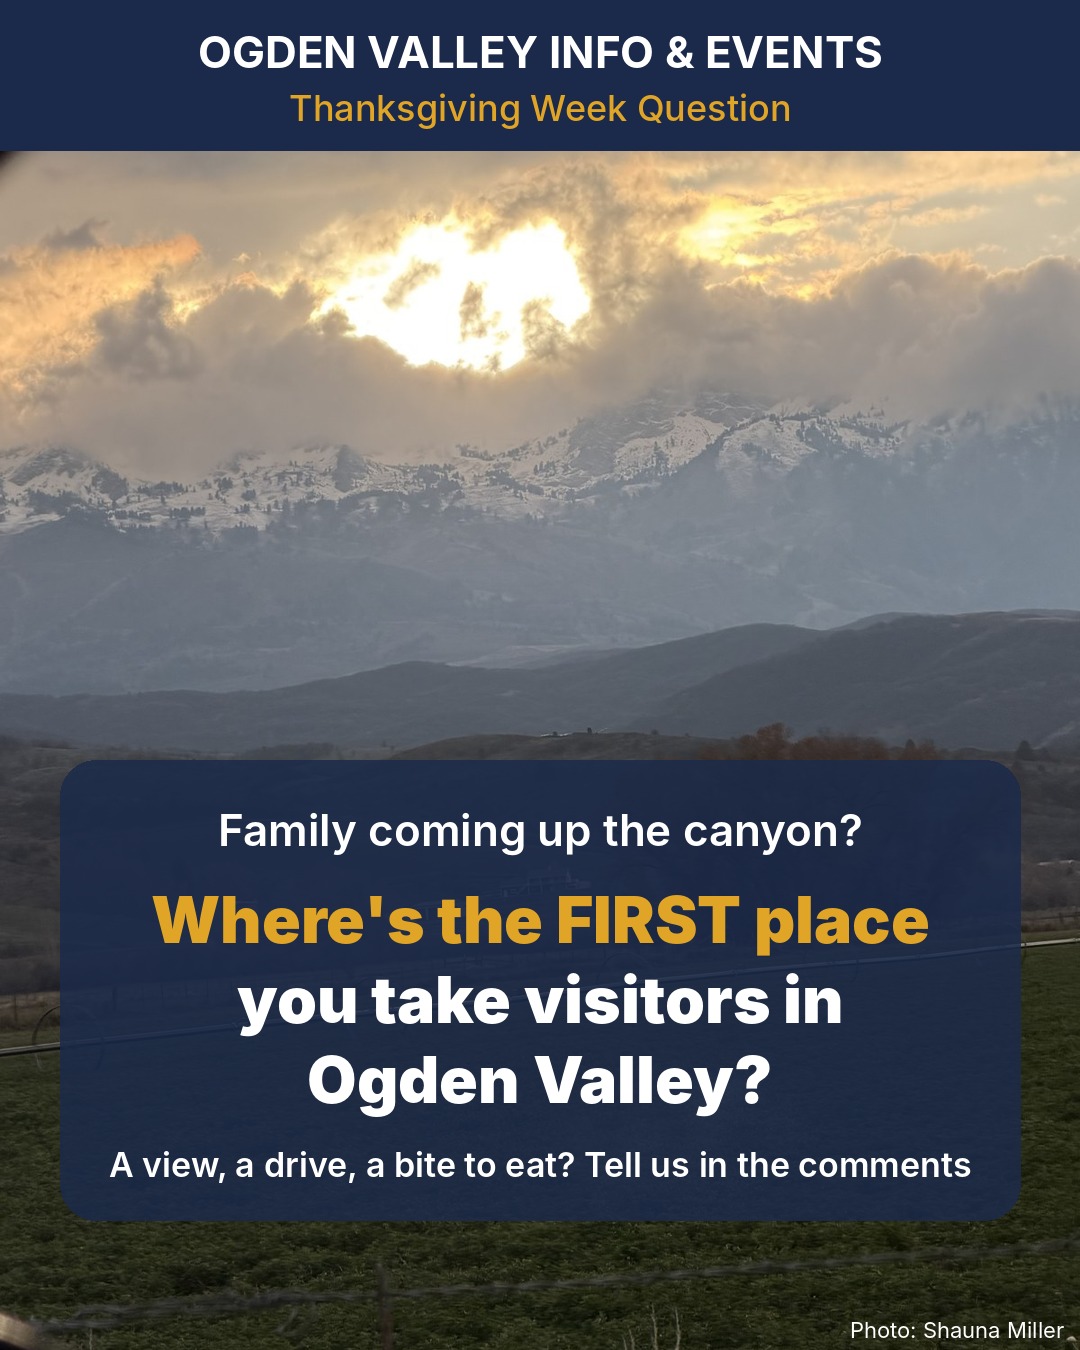 OGDEN VALLEY INFO & EVENTS
Thanksgiving Week Question
Family coming up the canyon?
Where's the FIRST place
you take visitors in
Ogden Valley?
A view, a drive, a bite to eat? Tell us in the comments
Photo: Shauna Miller